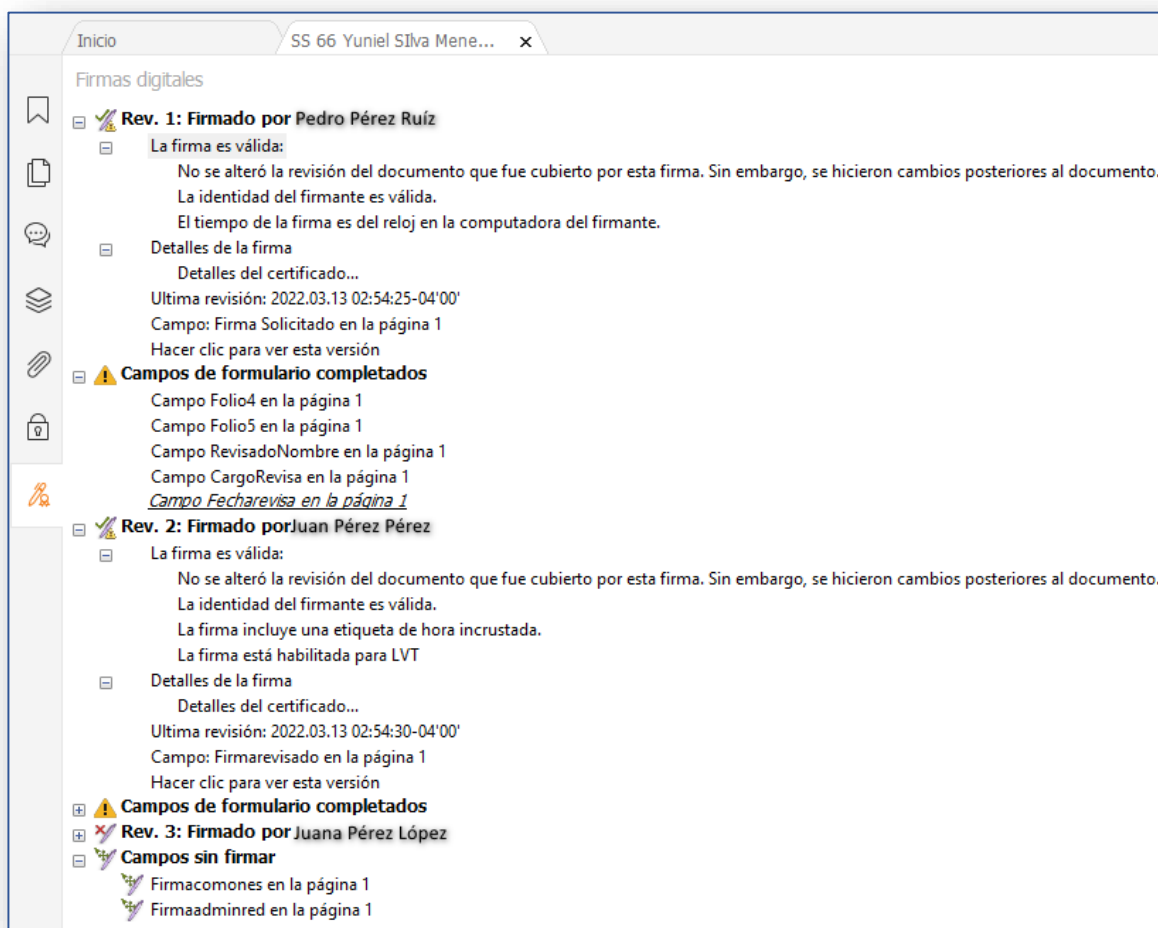 Inicio
SS 66 Yuniel SIlva Mene...
Firmas digitales
Rev. 1: Firmado por Pedro Pérez Ruíz
La firma es válida:
No se alteró la revisión del documento que fue cubierto por esta firma. Sin embargo, se hicieron cambios posteriores al documento.
La identidad del firmante es válida.
El tiempo de la firma es del reloj en la computadora del firmante.
Detalles de la firma
Detalles del certificado...
Ultima revisión: 2022.03.13 02:54:25-04'00'
Campo: Firma Solicitado en la página 1
Hacer clic para ver esta versión
Campos de formulario completados
Campo Folio4 en la página 1
Campo Folio5 en la página 1
Campo RevisadoNombre en la página 1
Campo CargoRevisa en la página 1
Campo Fecharevisa en la página 1
Rev. 2: Firmado porJuan Pérez Pérez
La firma es válida:
No se alteró la revisión del documento que fue cubierto por esta firma. Sin embargo, se hicieron cambios posteriores al documento.
La identidad del firmante es válida.
La firma incluye una etiqueta de hora incrustada.
La firma está habilitada para LVT
Detalles de la firma
Detalles del certificado...
Ultima revisión: 2022.03.13 02:54:30-04'00'
Campo: Firmarevisado en la página 1
Hacer clic para ver esta versión
Campos de formulario completados
Rev. 3: Firmado por Juana Pérez López
Campos sin firmar
Firmacomones en la página 1
Firmaadminred en la página 1